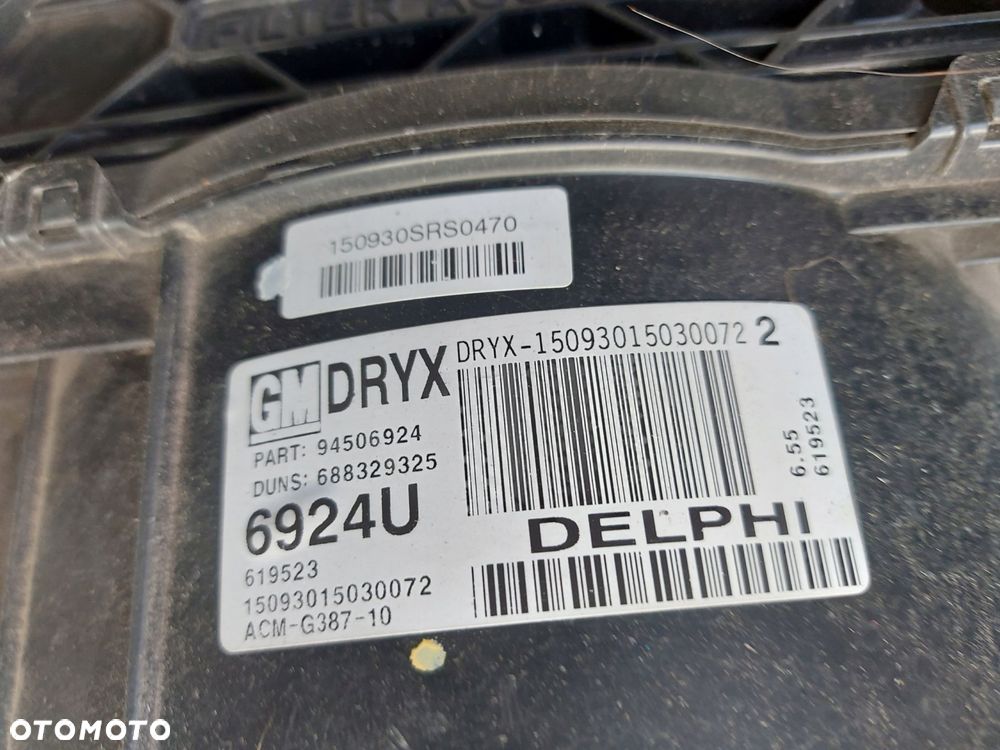 FILTER
150930SRS0470
GM DRYX DRYX-15093015030072 2
PART: 94506924
DUNS: 688329325
6924U
619523
15093015030072
ACM-G387-10
DELPHI
6.55
619523
OTOMOTO